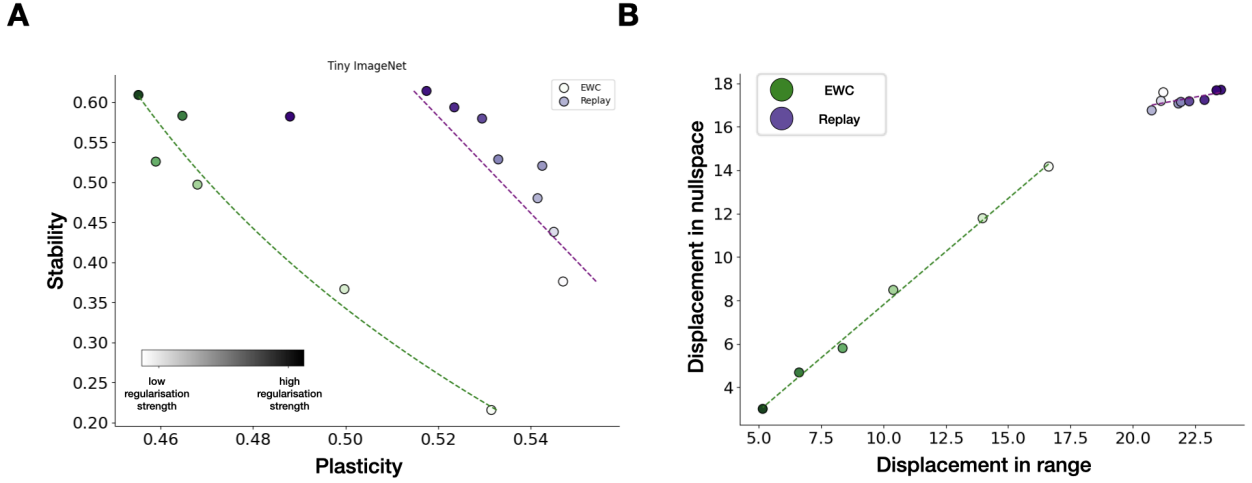 A
Tiny ImageNet
EWC
Replay
0.60
0.55
0.50
0.45
0.40
0.35
0.30
0.25
0.20
Stability
low
regularisation
strength
high
regularisation
strength
0.46
0.48
0.50
0.52
0.54
Plasticity
B
EWC
Replay
18
16
14
12
10
8
6
4
Displacement in nullspace
5.0
7.5
10.0
12.5
15.0
17.5
20.0
22.5
Displacement in range